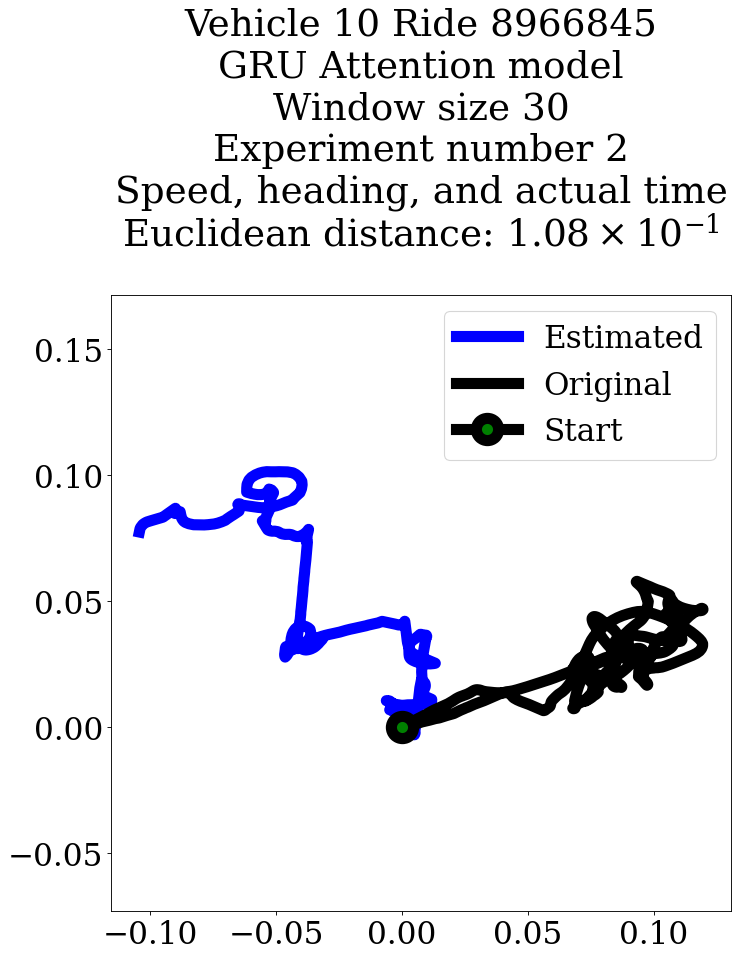 Vehicle 10 Ride 8966845
GRU Attention model
Window size 30
Experiment number 2
Speed, heading, and actual time
Euclidean distance: 1.08 × 10⁻¹
Estimated
Original
Start
0.15
0.10
0.05
0.00
−0.05
−0.10 −0.05 0.00 0.05 0.10